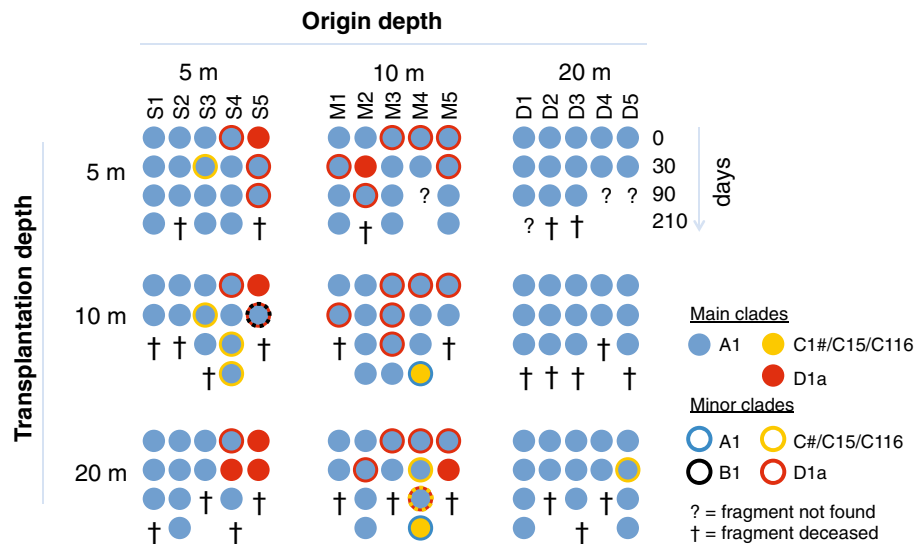 Origin depth
5 m
10 m
20 m
S1 S2 S3 S4 S5
M1 M2 M3 M4 M5
D1 D2 D3 D4 D5
Transplantation depth
days
0
5 m
30
? ? ?
90
† † † ? † †
210
10 m
† † † † † †
† † † † †
20 m
† † † † † † †
† † †
Main clades
A1
C1#/C15/C116
D1a
Minor clades
A1
C#/C15/C116
B1
D1a
? = fragment not found
† = fragment deceased